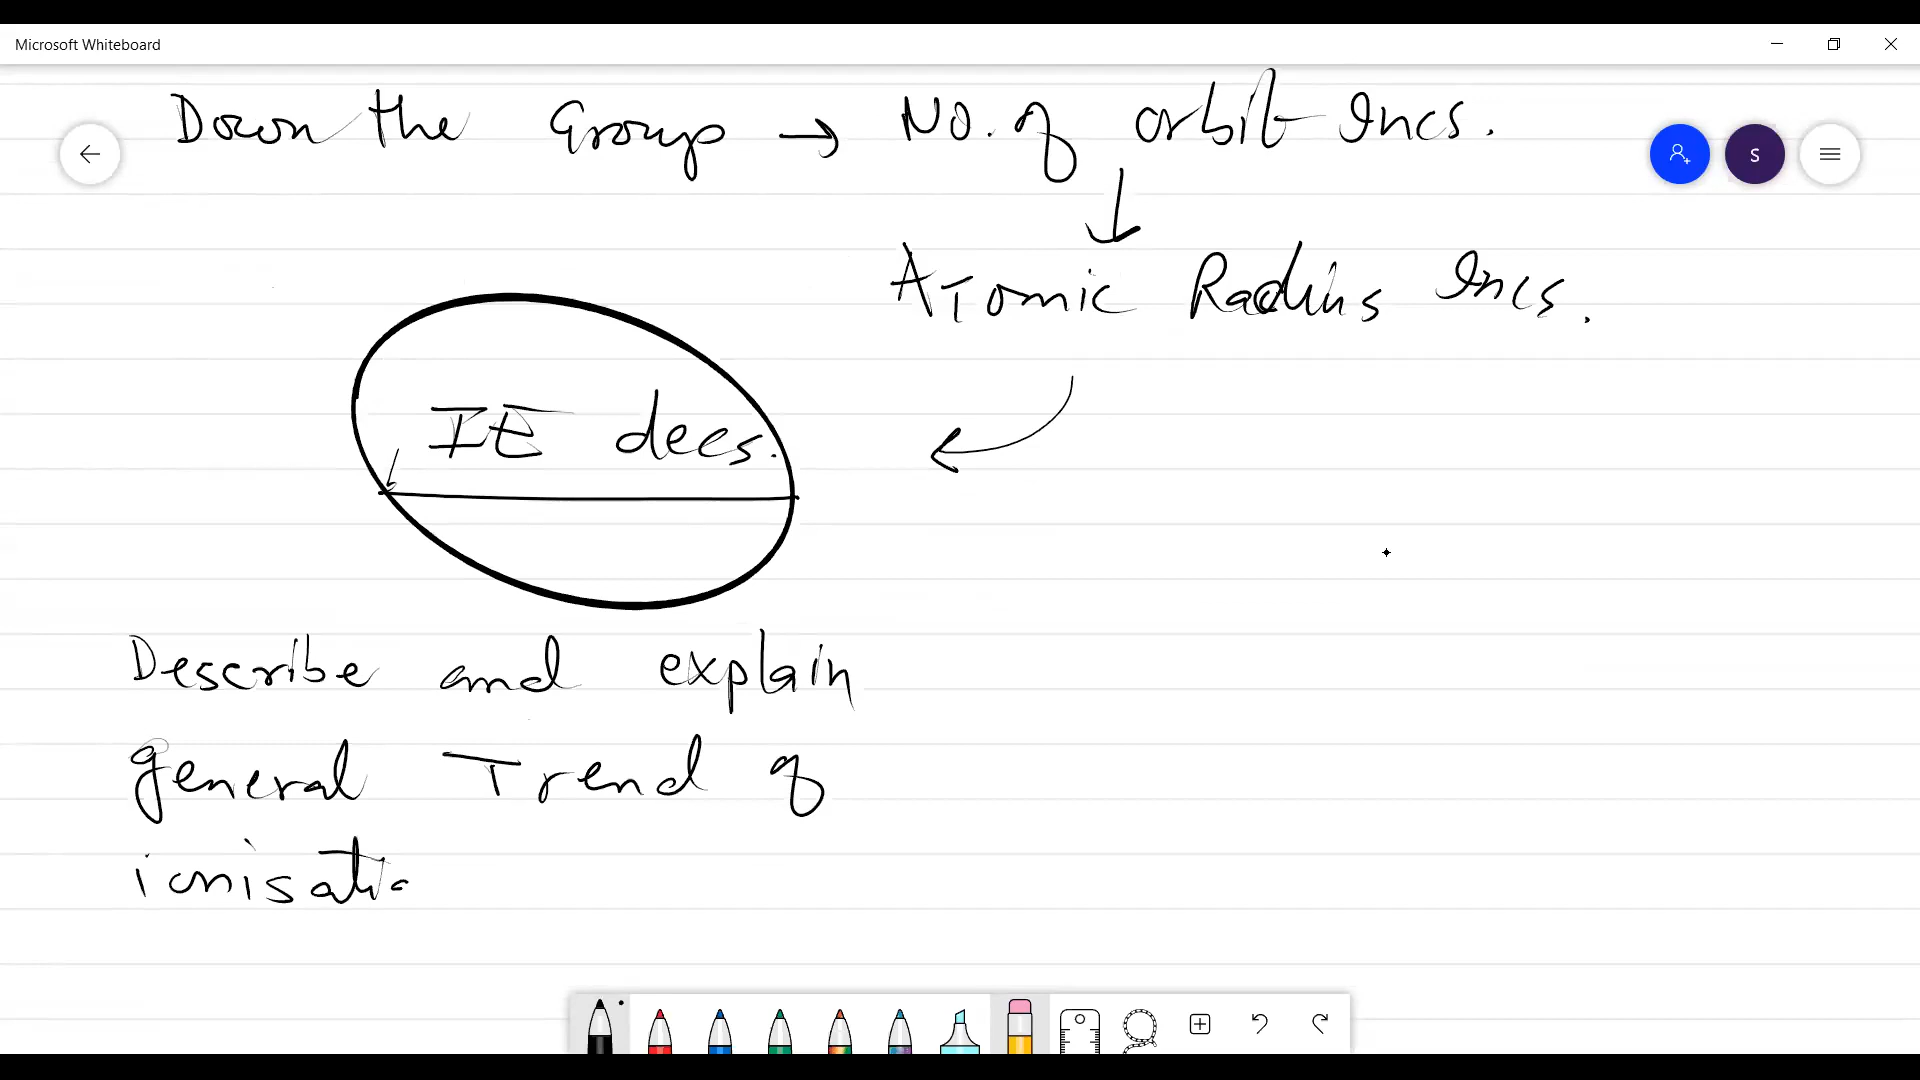 Microsoft Whiteboard
Down the Group → No. of orbit Incs.
S
↓
Atomic Radius Incs.
IE decs.
←
Describe and explain
general Trend of
ionisatio